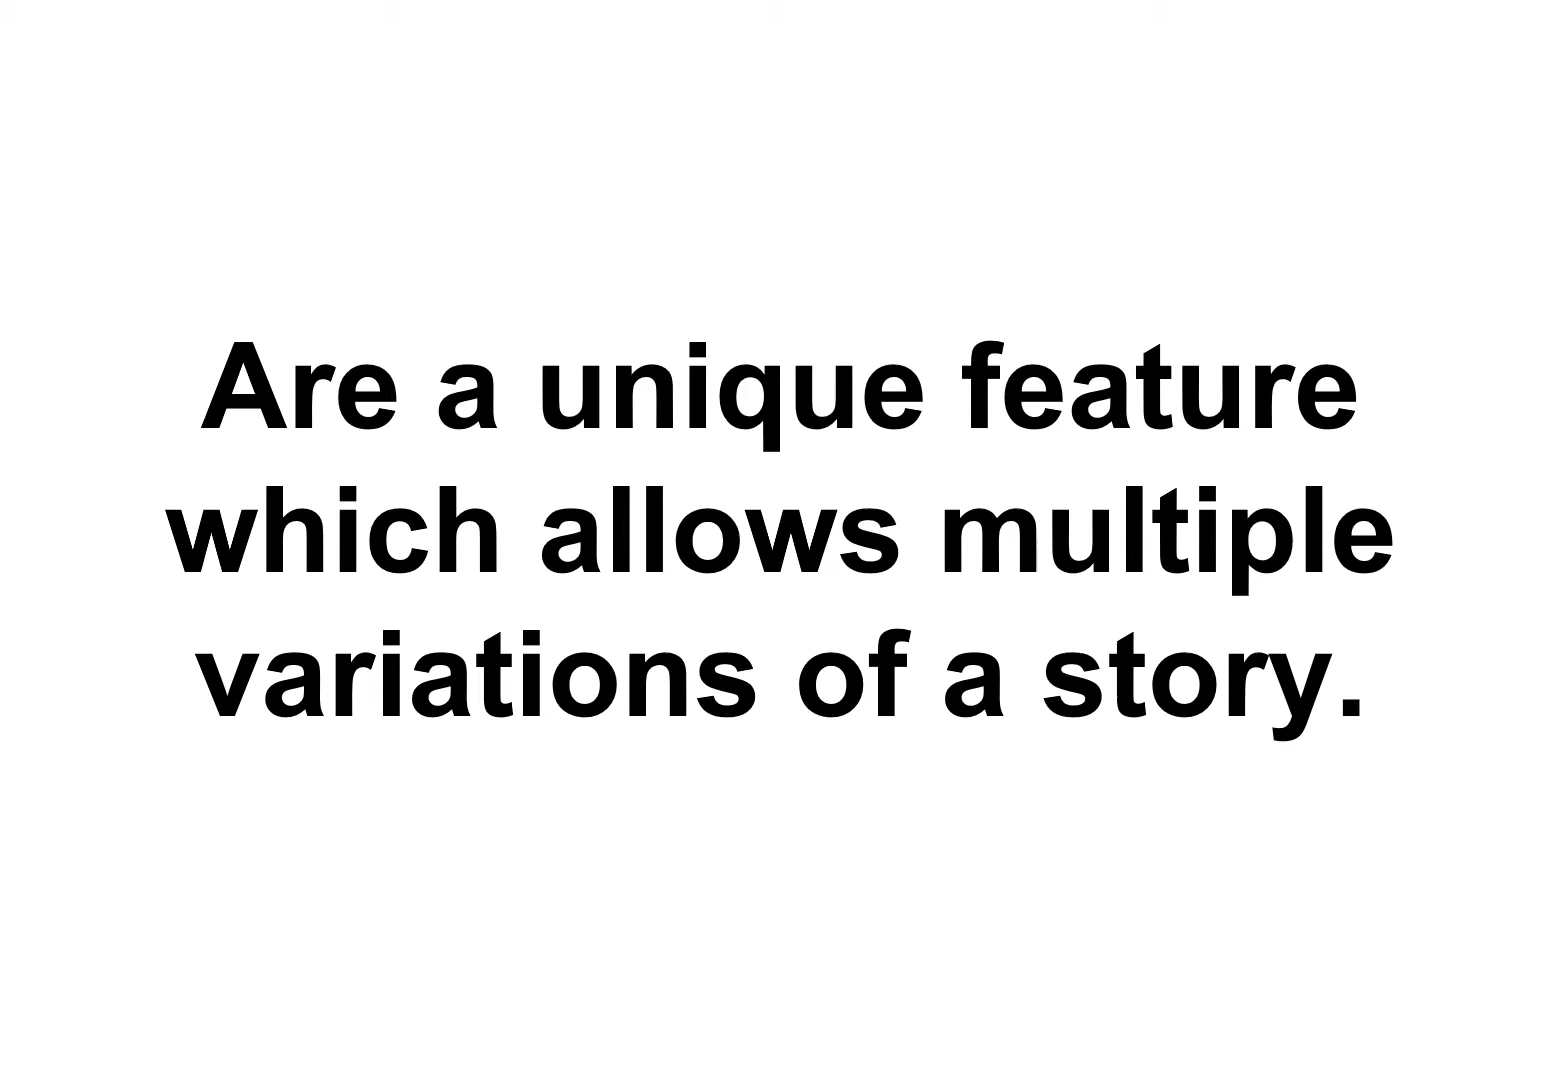 Are a unique feature
which allows multiple
variations of a story.